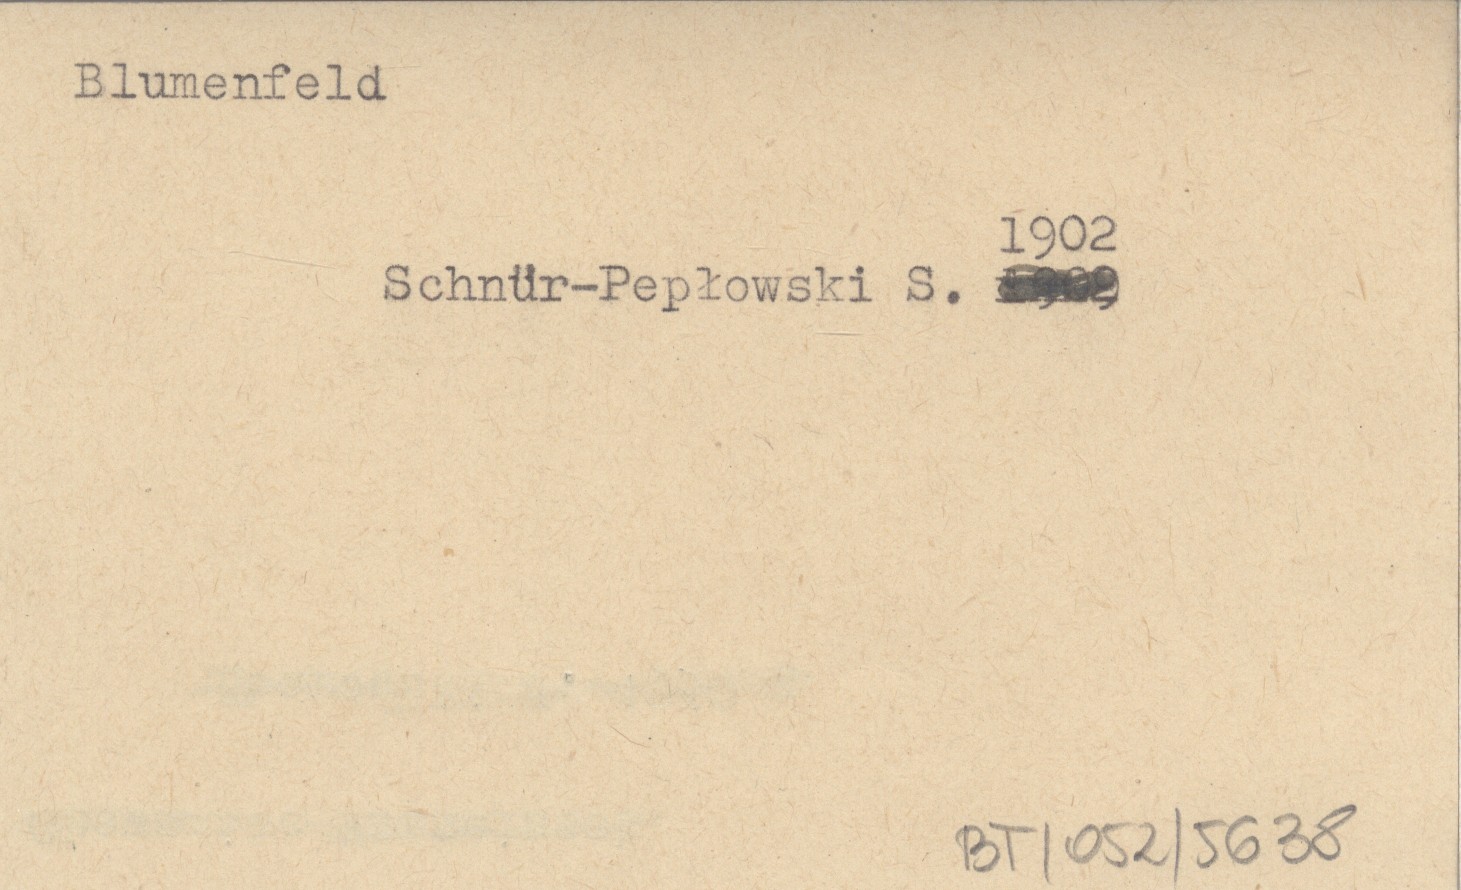 Blumenfeld
1902
Schnür-Pepłowski S.
BT/052/5638